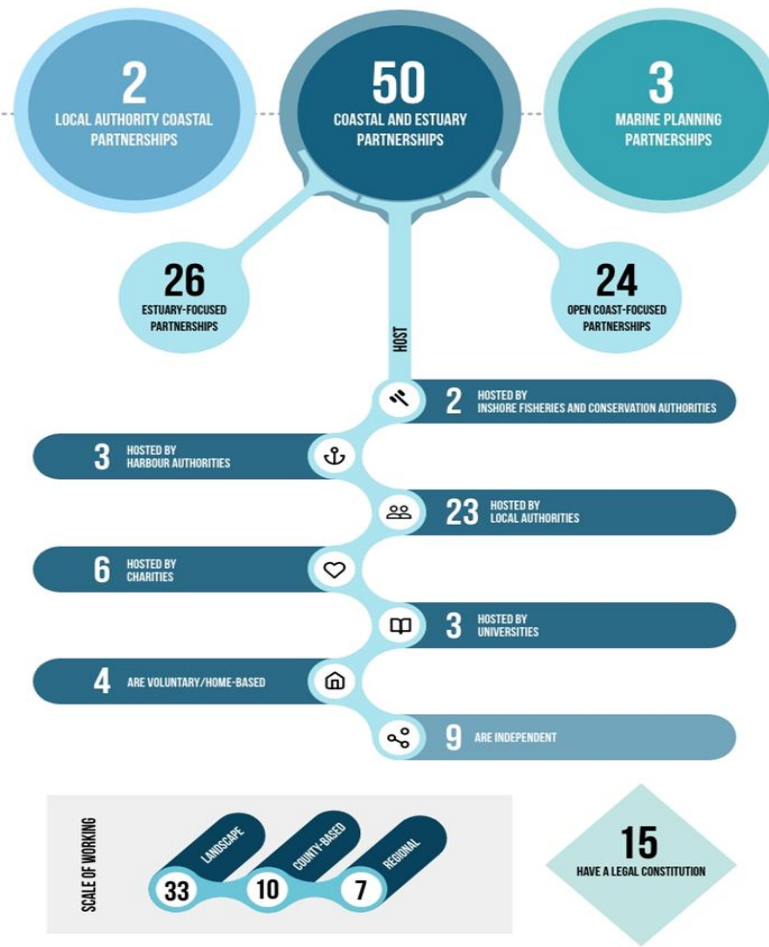 2
LOCAL AUTHORITY COASTAL
PARTNERSHIPS
50
COASTAL AND ESTUARY
PARTNERSHIPS
3
MARINE PLANNING
PARTNERSHIPS
26
ESTUARY-FOCUSED
PARTNERSHIPS
24
OPEN COAST-FOCUSED
PARTNERSHIPS
HOST
2
HOSTED BY
INSHORE FISHERIES AND CONSERVATION AUTHORITIES
3
HOSTED BY
HARBOUR AUTHORITIES
23
HOSTED BY
LOCAL AUTHORITIES
6
HOSTED BY
CHARITIES
3
HOSTED BY
UNIVERSITIES
4 ARE VOLUNTARY/HOME-BASED
9 ARE INDEPENDENT
SCALE OF WORKING
LANDSCAPE
33
COUNTY-BASED
10
REGIONAL
7
15
HAVE A LEGAL CONSTITUTION